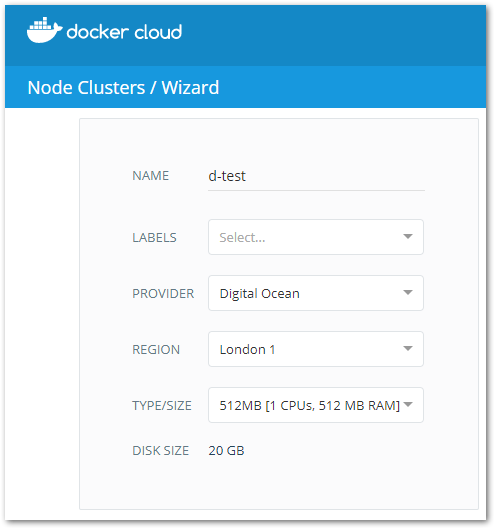 docker cloud
Node Clusters / Wizard
NAME d-test
LABELS Select...
PROVIDER Digital Ocean
REGION London 1
TYPE/SIZE 512MB [1 CPUs, 512 MB RAM]
DISK SIZE 20 GB